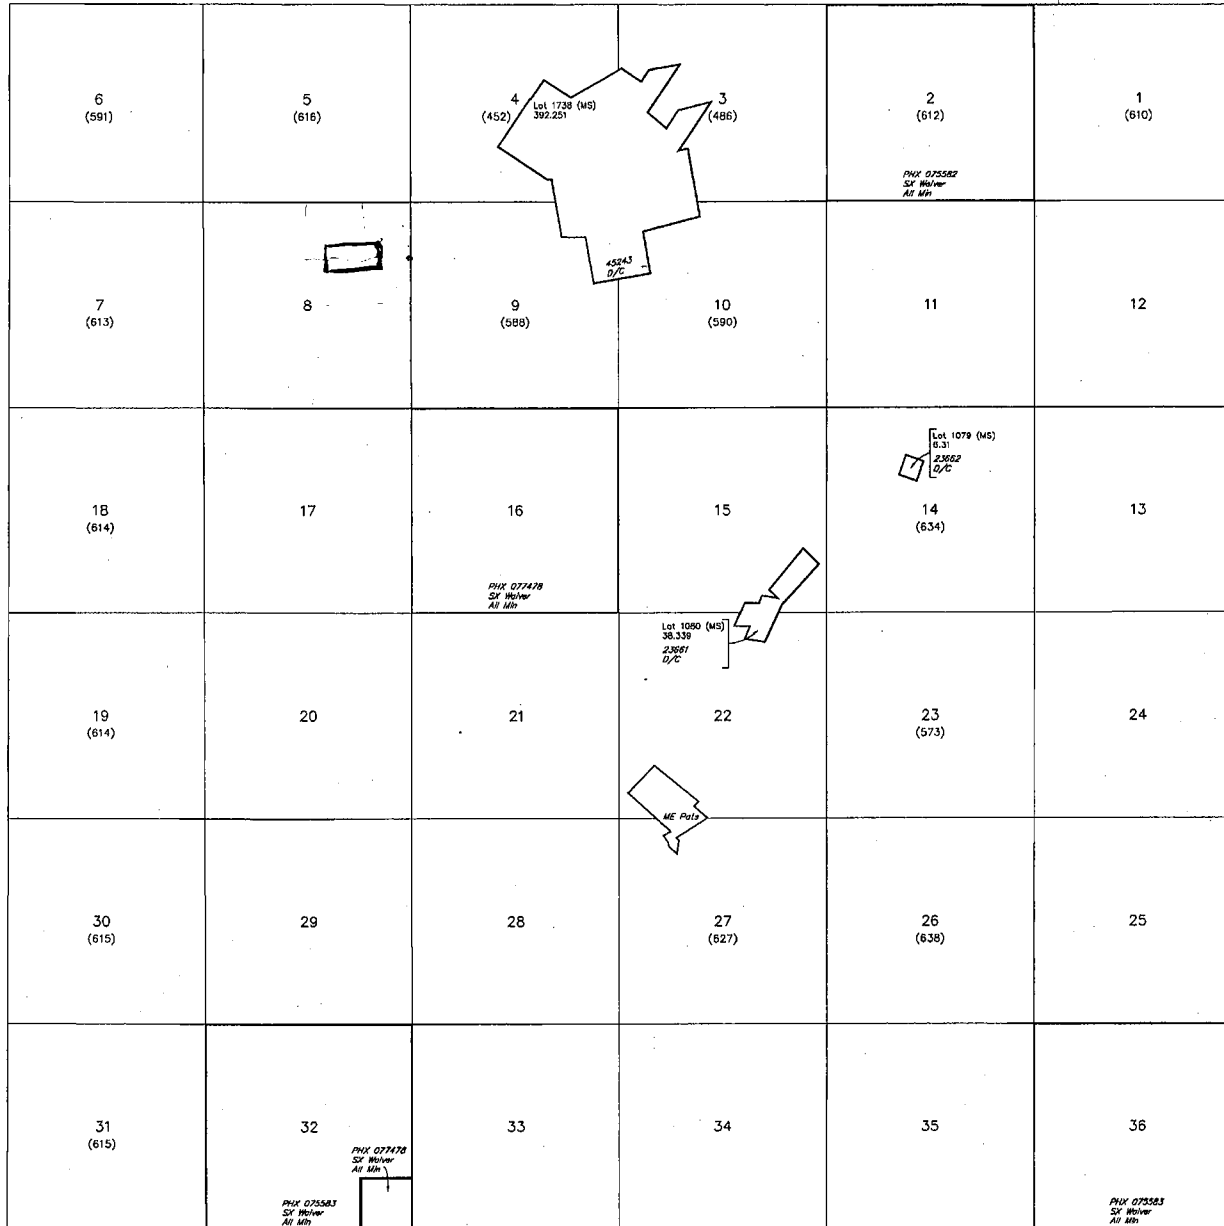 6
(591)
5
(616)
4
(452)
Lot 1738 (MS)
392.251
3
(486)
2
(612)
PHX 075582
SX Waiver
All Min
1
(610)
7
(613)
8
9
(588)
45243
D/C
10
(590)
11
12
18
(614)
17
16
PHX 077478
SX Waiver
All Min
15
Lot 1079 (MS)
6.31
23662
D/C
14
(634)
13
19
(614)
20
21
Lot 1080 (MS)
38.339
23661
D/C
22
ME Pats
23
(573)
24
30
(615)
29
28
27
(627)
26
(638)
25
31
(615)
32
PHX 077478
SX Waiver
All Min
PHX 075583
SX Waiver
All Min
33
34
35
36
PHX 075583
SX Waiver
All Min